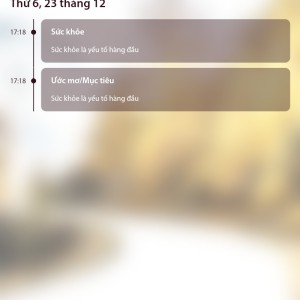 Thứ 6, 23 tháng 12
17:18
Sức khỏe
Sức khỏe là yếu tố hàng đầu
17:18
Ước mơ/Mục tiêu
Sức khỏe là yếu tố hàng đầu